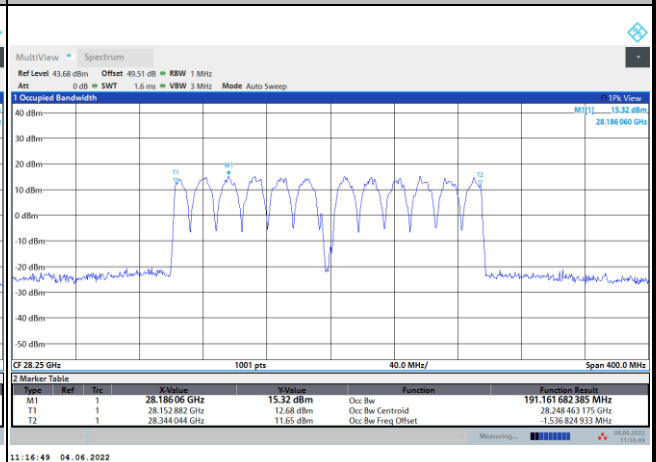 MultiView Spectrum
Ref Level 43.68 dBm Offset 49.51 dB RBW 1 MHz
Att 0 dB SWT 1.6 ms VBW 3 MHz Mode Auto Sweep
1 Occupied Bandwidth 1Pk View
M1[1] 15.32 dBm
28.186 060 GHz
40 dBm
30 dBm
20 dBm
T1 M1 T2
10 dBm
0 dBm
-10 dBm
-20 dBm
-30 dBm
-40 dBm
-50 dBm
CF 28.25 GHz 1001 pts 40.0 MHz/ Span 400.0 MHz
2 Marker Table
Type Ref Trc X-Value Y-Value Function Function Result
M1 1 28.186 06 GHz 15.32 dBm Occ Bw 191.161 682 385 MHz
T1 1 28.152 882 GHz 12.68 dBm Occ Bw Centroid 28.248 463 175 GHz
T2 1 28.344 044 GHz 11.65 dBm Occ Bw Freq Offset -1.536 824 933 MHz
Measuring... 04.06.2022
11:16:49
11:16:49 04.06.2022